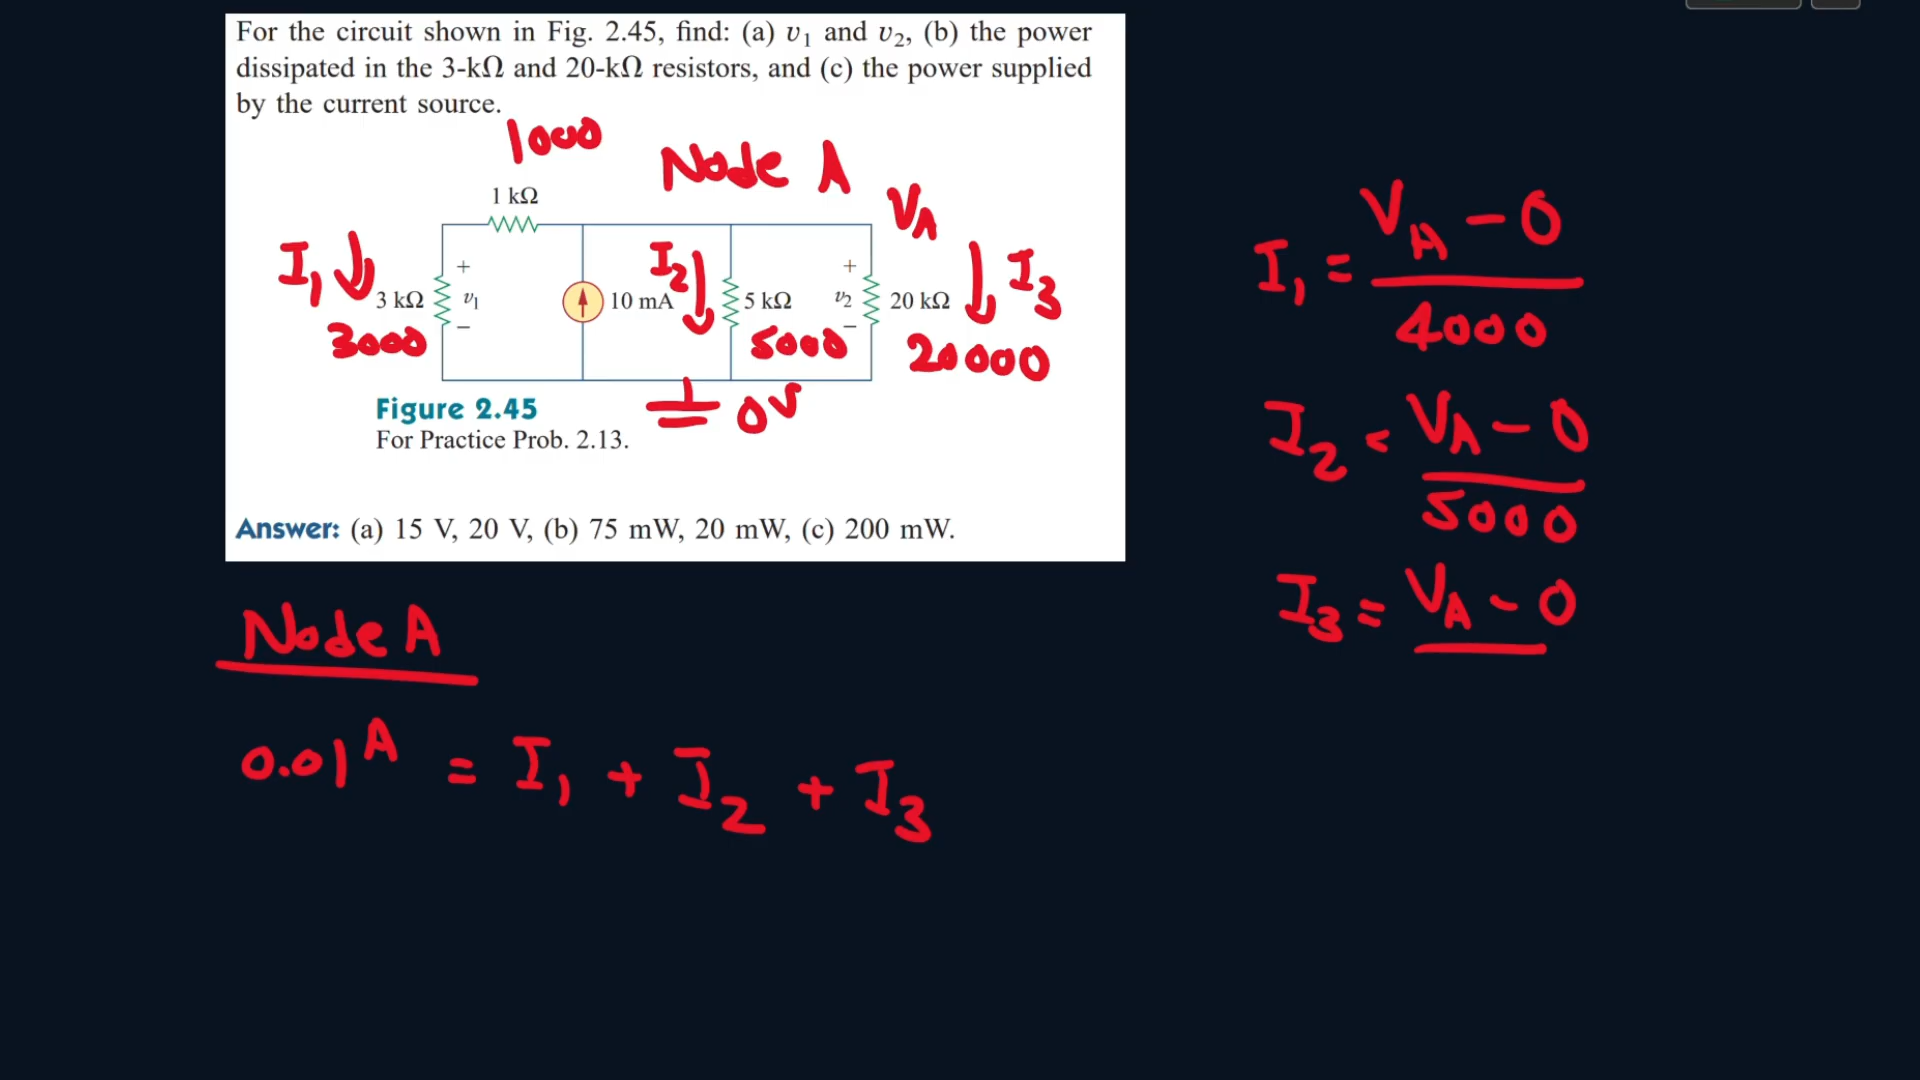 For the circuit shown in Fig. 2.45, find: (a) v₁ and v₂, (b) the power
dissipated in the 3-kΩ and 20-kΩ resistors, and (c) the power supplied
by the current source.
1000
Node A
1 kΩ
V_A
I₁
+
3 kΩ
v₁
−
3000
10 mA
I₂
5 kΩ
5000
+
v₂
−
20 kΩ
I₃
20000
0V
Figure 2.45
For Practice Prob. 2.13.
Answer: (a) 15 V, 20 V, (b) 75 mW, 20 mW, (c) 200 mW.
Node A
0.01A = I₁ + I₂ + I₃
I₁ = V_A − 0
4000
I₂ = V_A − 0
5000
I₃ = V_A − 0